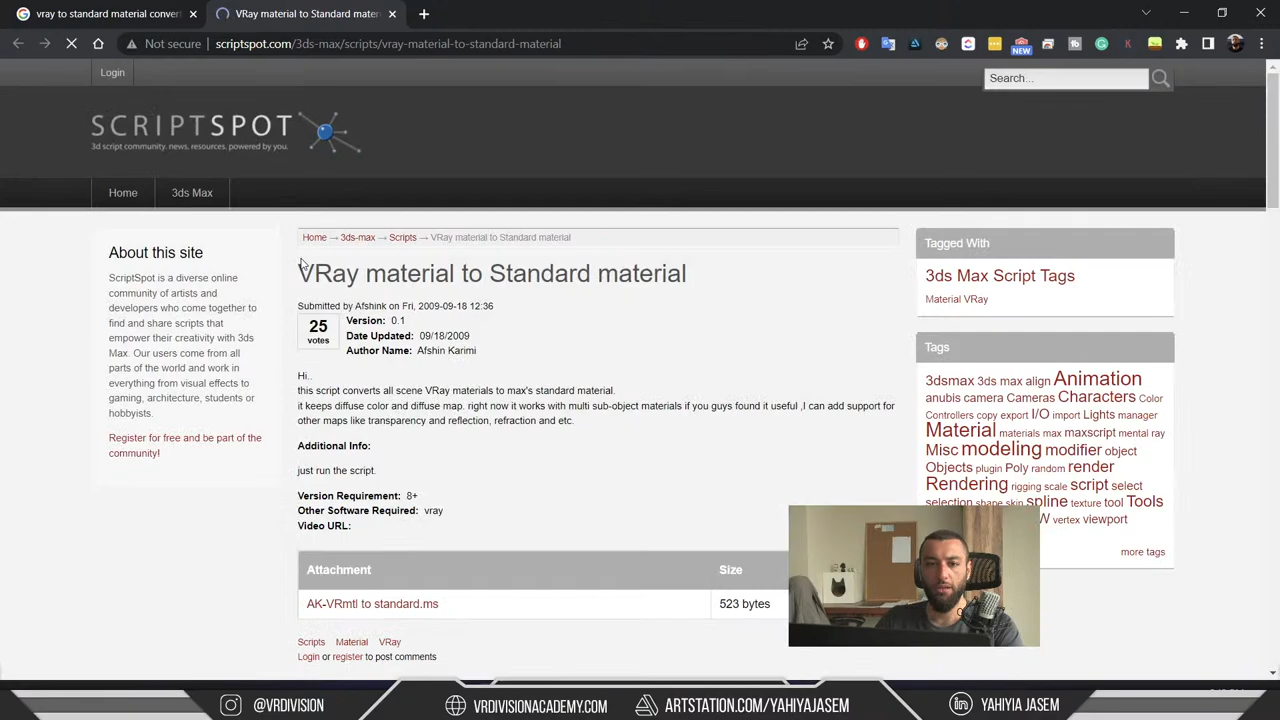 vray to standard material convert
VRay material to Standard mater
Not secure
scriptspot.com/3ds-max/scripts/vray-material-to-standard-material
NEW
Login
Search...
SCRIPTSPOT
3d script community. news. resources. powered by you.
Home
3ds Max
About this site
ScriptSpot is a diverse online
community of artists and
developers who come together to
find and share scripts that
empower their creativity with 3ds
Max. Our users come from all
parts of the world and work in
everything from visual effects to
gaming, architecture, students or
hobbyists.
Register for free and be part of the
community!
Home → 3ds-max → Scripts → VRay material to Standard material
VRay material to Standard material
Submitted by Afshink on Fri, 2009-09-18 12:36
25
votes
Version: 0.1
Date Updated: 09/18/2009
Author Name: Afshin Karimi
Hi..
this script converts all scene VRay materials to max's standard material.
it keeps diffuse color and diffuse map. right now it works with multi sub-object materials if you guys found it useful ,I can add support for
other maps like transparency and reflection, refraction and etc.
Additional Info:
just run the script.
Version Requirement: 8+
Other Software Required: vray
Video URL:
Attachment
Size
AK-VRmtl to standard.ms
523 bytes
Scripts Material VRay
Login or register to post comments
Tagged With
3ds Max Script Tags
Material VRay
Tags
3dsmax 3ds max align Animation
anubis camera Cameras Characters Color
Controllers copy export I/O import Lights manager
Material materials max maxscript mental ray
Misc modeling modifier object
Objects plugin Poly random render
Rendering rigging scale script select
selection shape skin spline texture tool Tools
vertex viewport
more tags
@VRDIVISION
VRDIVISIONACADEMY.COM
ARTSTATION.COM/YAHIYAJASEM
YAHIYIA JASEM